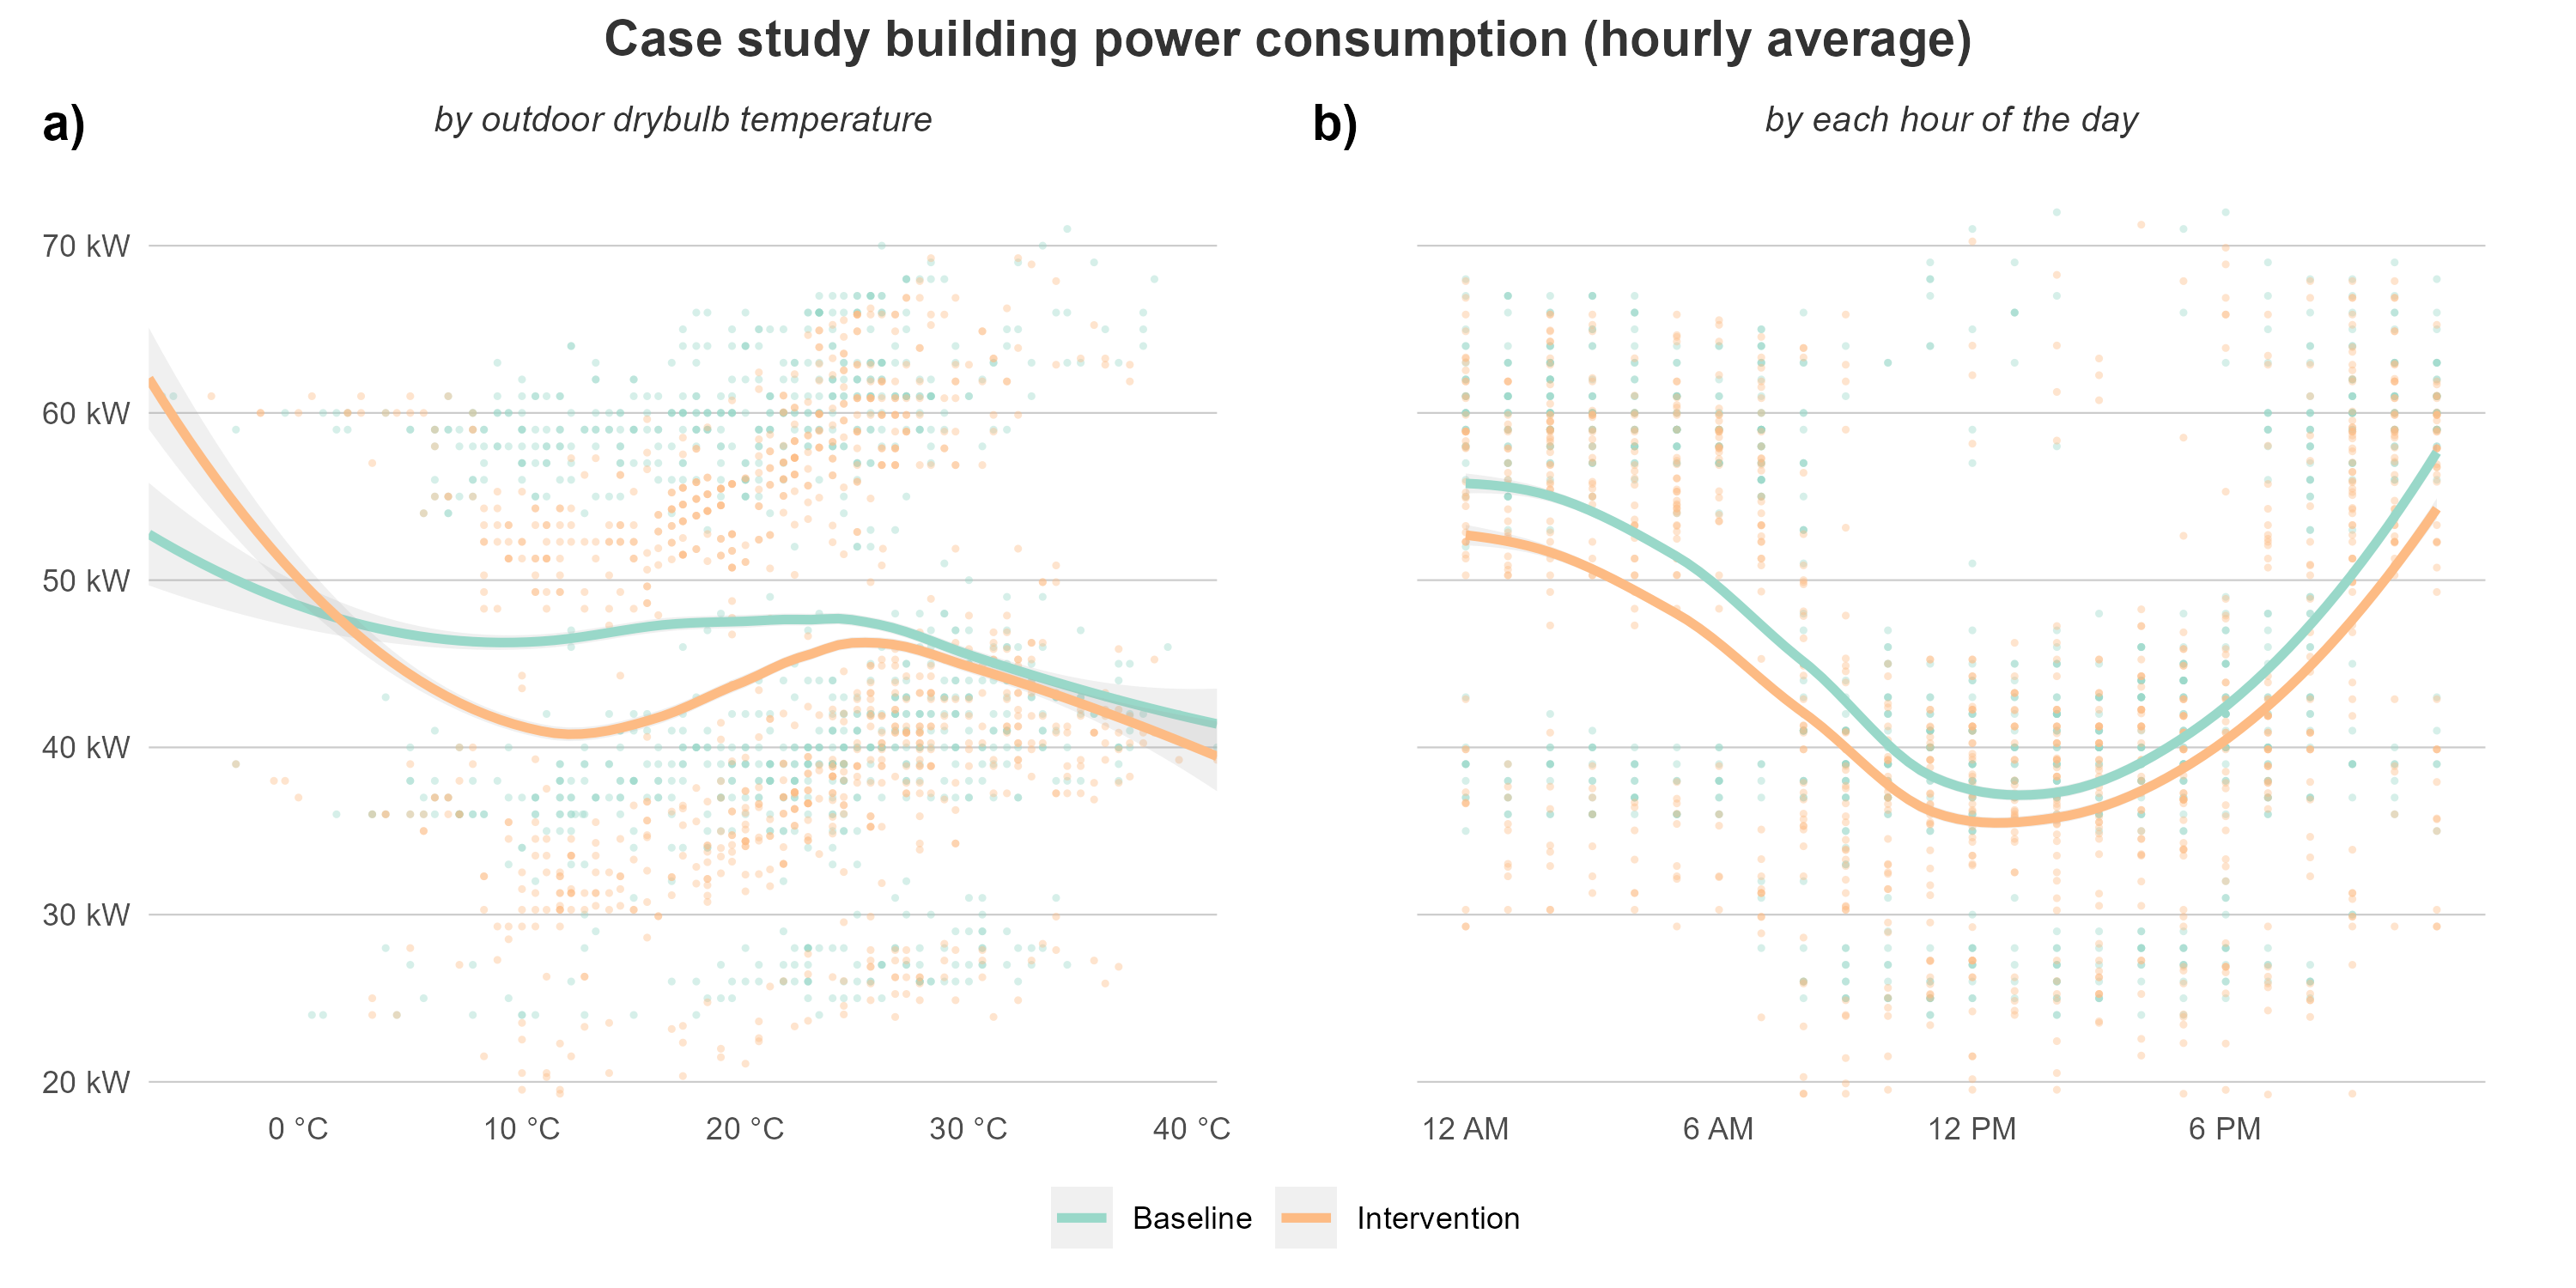 Case study building power consumption (hourly average)
a)
by outdoor drybulb temperature
b)
by each hour of the day
70 kW
60 kW
50 kW
40 kW
30 kW
20 kW
0 °C 10 °C 20 °C 30 °C 40 °C
12 AM 6 AM 12 PM 6 PM
Baseline Intervention